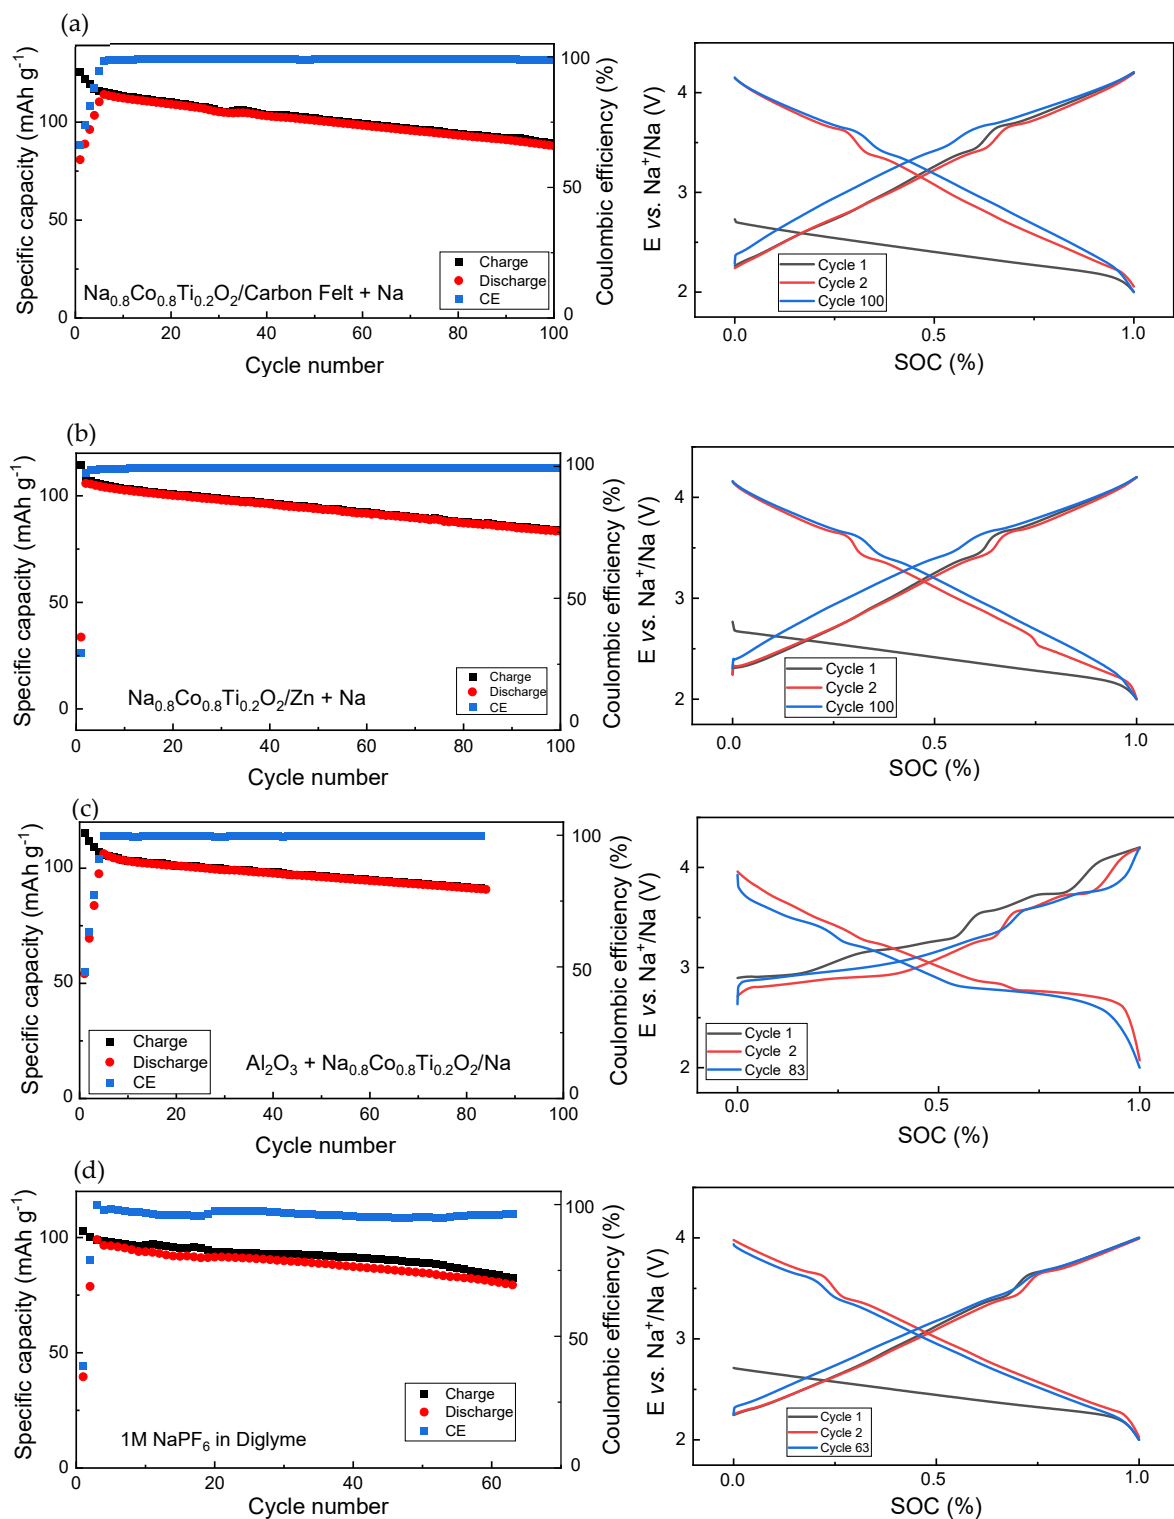 (a)
Specific capacity (mAh g⁻¹)
100
50
0
Charge
Discharge
CE
Na₀.₈Co₀.₈Ti₀.₂O₂/Carbon Felt + Na
0 20 40 60 80 100
Cycle number
100
50
0
Coulombic efficiency (%)
E vs. Na⁺/Na (V)
4
3
2
Cycle 1
Cycle 2
Cycle 100
0.0 0.5 1.0
SOC (%)
(b)
Specific capacity (mAh g⁻¹)
100
50
0
Charge
Discharge
CE
Na₀.₈Co₀.₈Ti₀.₂O₂/Zn + Na
0 20 40 60 80 100
Cycle number
100
50
0
Coulombic efficiency (%)
E vs. Na⁺/Na (V)
4
3
2
Cycle 1
Cycle 2
Cycle 100
0.0 0.5 1.0
SOC (%)
(c)
Specific capacity (mAh g⁻¹)
100
50
0
Charge
Discharge
CE
Al₂O₃ + Na₀.₈Co₀.₈Ti₀.₂O₂/Na
0 20 40 60 80 100
Cycle number
100
50
0
Coulombic efficiency (%)
E vs. Na⁺/Na (V)
4
3
2
Cycle 1
Cycle 2
Cycle 83
0.0 0.5 1.0
SOC (%)
(d)
Specific capacity (mAh g⁻¹)
100
50
0
Charge
Discharge
CE
1M NaPF₆ in Diglyme
0 20 40 60
Cycle number
100
50
0
Coulombic efficiency (%)
E vs. Na⁺/Na (V)
4
3
2
Cycle 1
Cycle 2
Cycle 63
0.0 0.5 1.0
SOC (%)